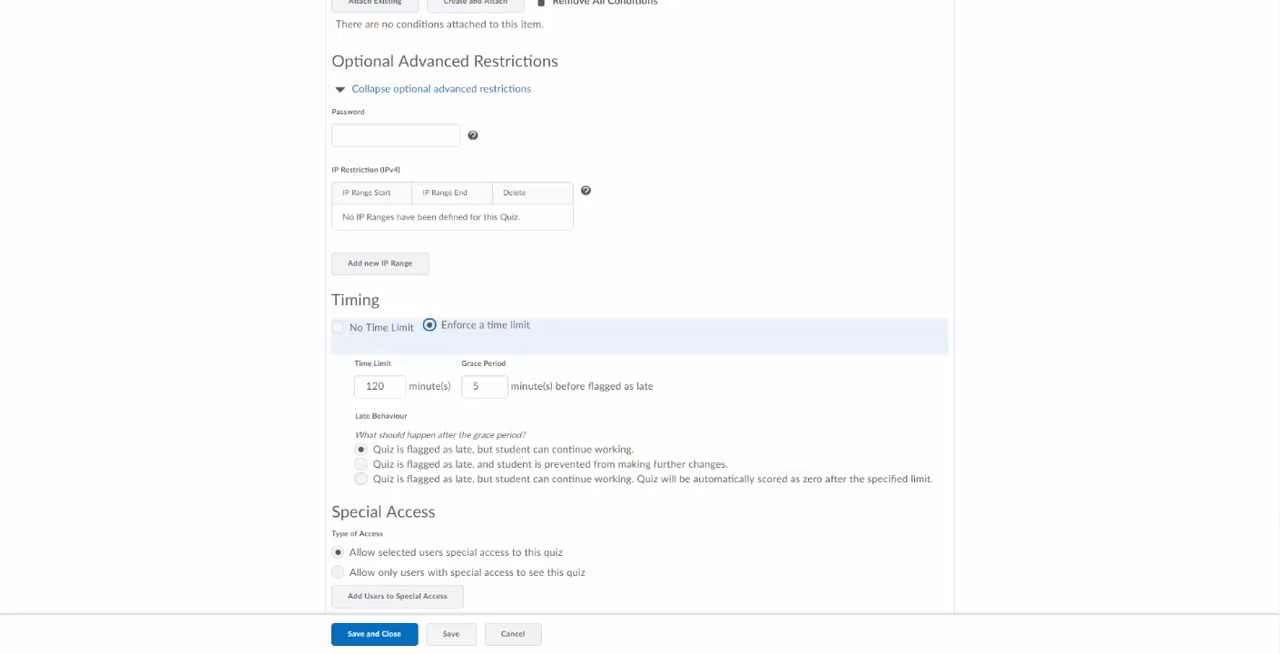 Attach Existing Create and Attach Remove All Conditions
There are no conditions attached to this item.
Optional Advanced Restrictions
Collapse optional advanced restrictions
Password
IP Restriction (IPv4)
IP Range Start IP Range End Delete
No IP Ranges have been defined for this Quiz.
Add new IP Range
Timing
No Time Limit Enforce a time limit
Time Limit Grace Period
120 minute(s) 5 minute(s) before flagged as late
Late Behaviour
What should happen after the grace period?
Quiz is flagged as late, but student can continue working.
Quiz is flagged as late, and student is prevented from making further changes.
Quiz is flagged as late, but student can continue working. Quiz will be automatically scored as zero after the specified limit.
Special Access
Type of Access
Allow selected users special access to this quiz
Allow only users with special access to see this quiz
Add Users to Special Access
Save and Close Save Cancel